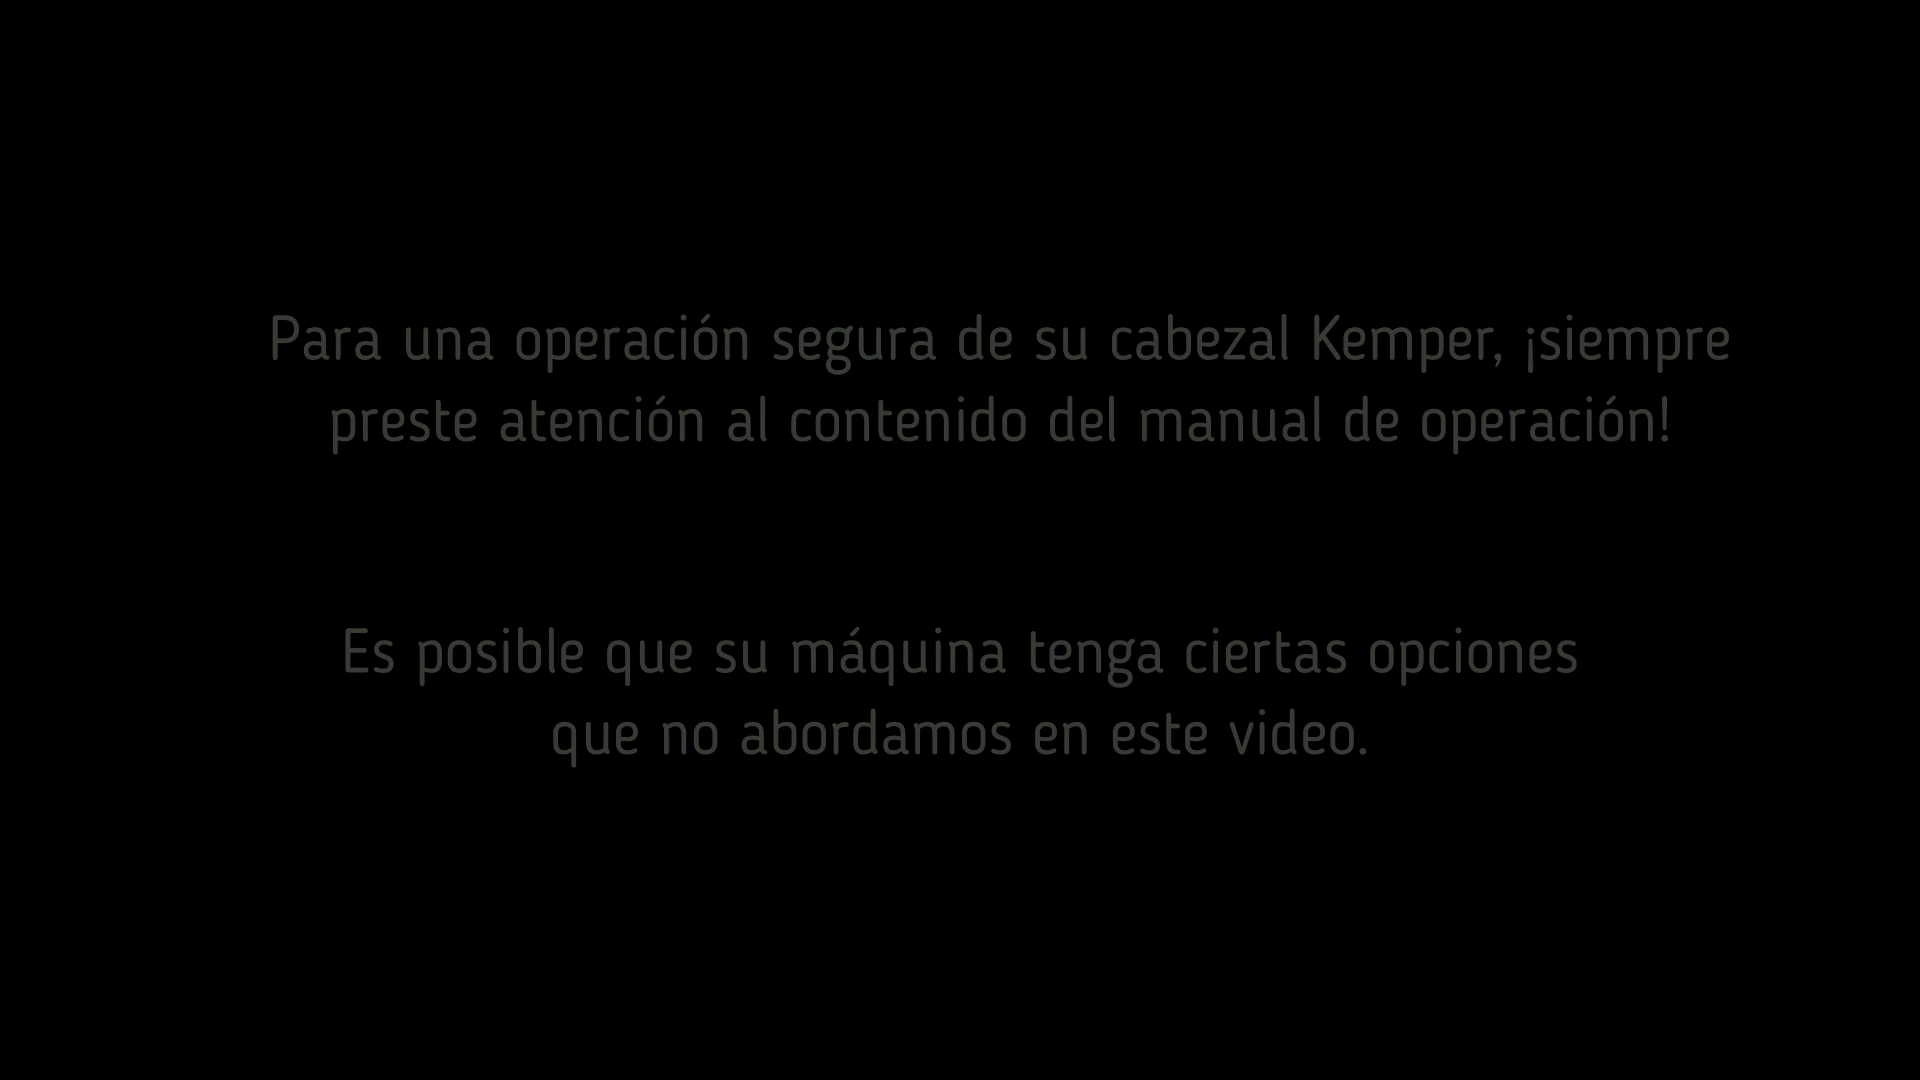 Para una operación segura de su cabezal Kemper, ¡siempre
preste atención al contenido del manual de operación!
Es posible que su máquina tenga ciertas opciones
que no abordamos en este video.